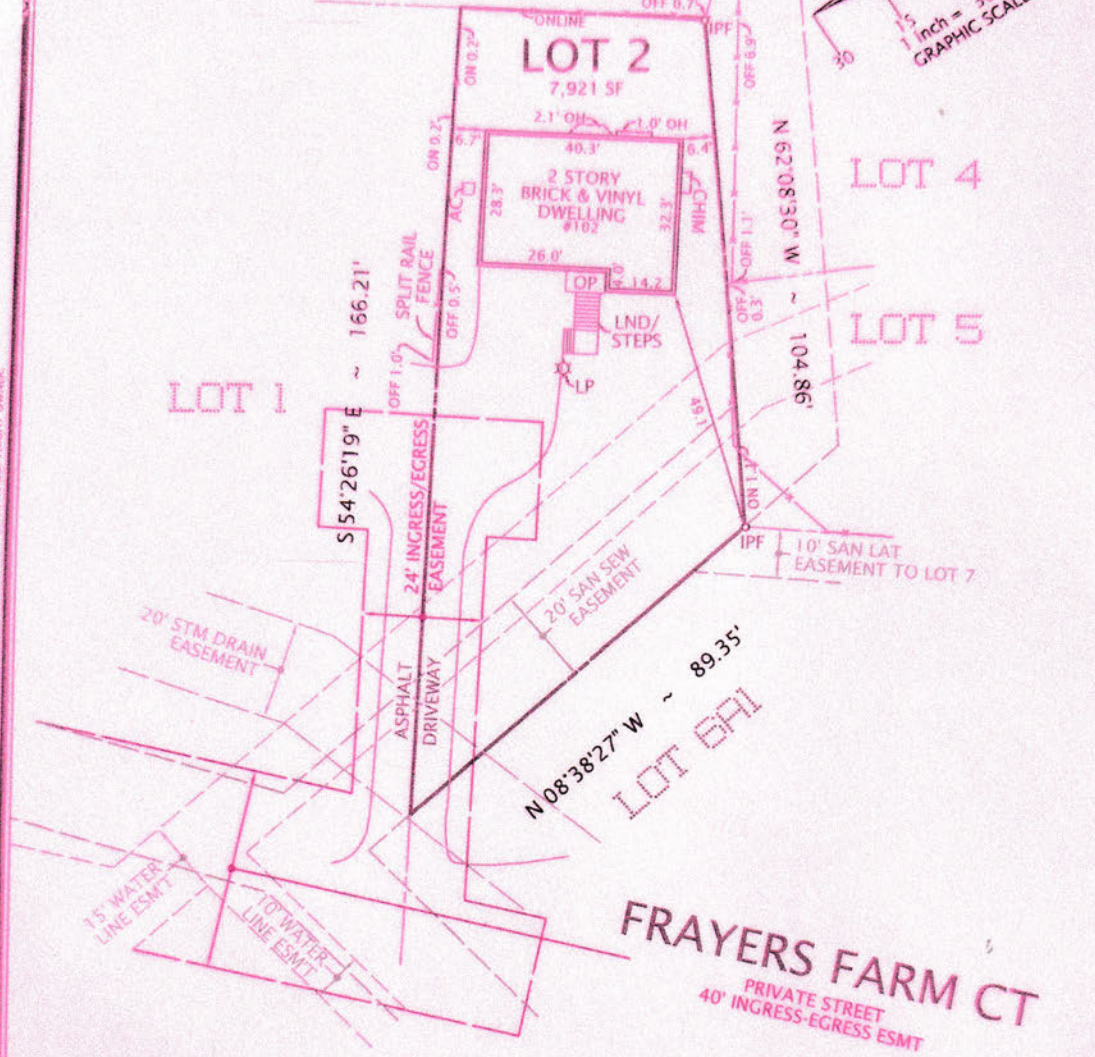 OFF 6.7'
ONLINE
IPF
15
1 inch =
30
GRAPHIC SCALE
ON 0.2'
LOT 2
7,921 SF
OFF 6.9'
2.1' OH
1.0' OH
ON 0.2'
6.7'
40.3'
6.4'
N 62°08'30" W ~ 104.86'
LOT 4
2 STORY
BRICK & VINYL
DWELLING
#102
AC
28.3'
32.3'
CHIM
26.0'
OFF 1.1'
SPLIT RAIL
FENCE
OP
4.0'
14.2
OFF
0.3'
S 54°26'19" E ~ 166.21'
OFF 0.5'
LND/
STEPS
LOT 5
LP
LOT 1
OFF 1.0'
49.1
24' INGRESS/EGRESS
EASEMENT
ON 1.1'
IPF
10' SAN LAT
EASEMENT TO LOT 7
20' SAN SEW
EASEMENT
20' STM DRAIN
EASEMENT
ASPHALT
DRIVEWAY
N 08°38'27" W ~ 89.35'
LOT 6A1
15' WATER
LINE ESM'T
10' WATER
LINE ESM'T
FRAYERS FARM CT
PRIVATE STREET
40' INGRESS-EGRESS ESMT